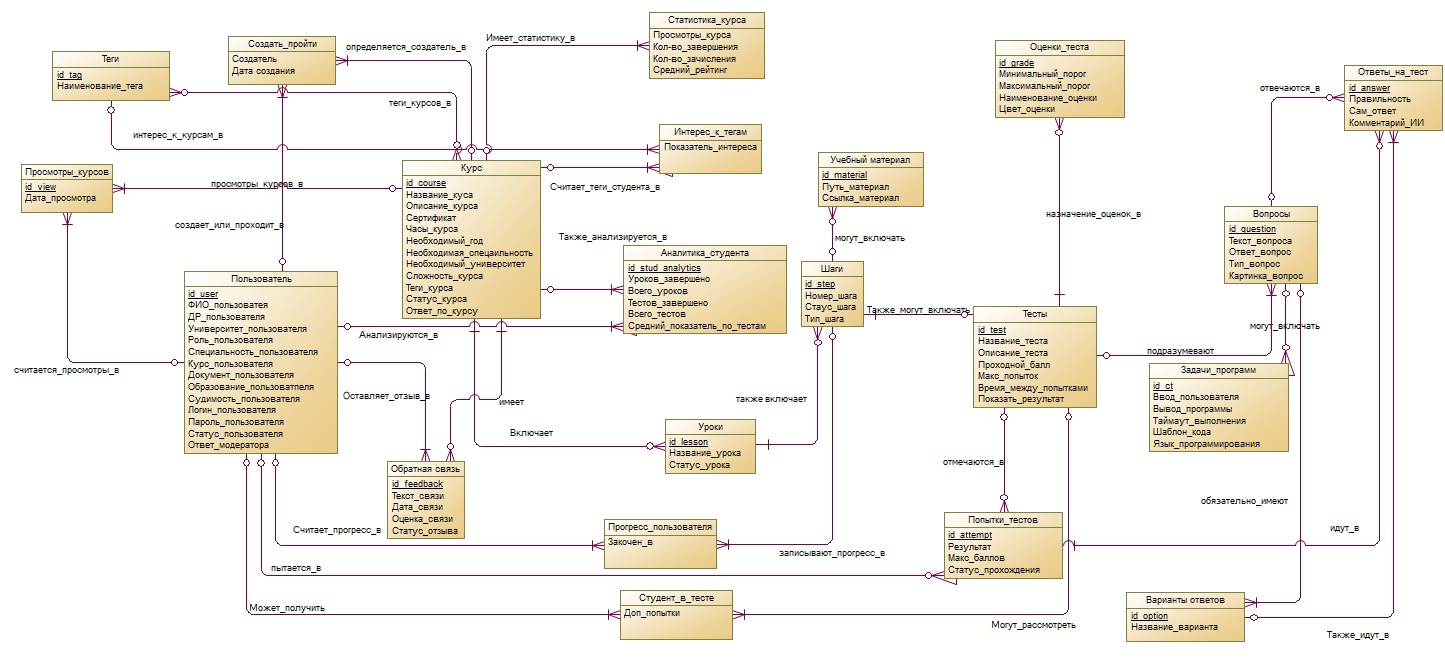 Статистика_курса
Просмотры_курса
Кол-во_завершения
Кол-во_зачисления
Средний_рейтинг
Имеет_статистику_в
Создать_пройти
Создатель
Дата создания
определяется_создатель_в
Теги
id_tag
Наименование_тега
теги_курсов_в
интерес_к_курсам_в
Интерес_к_тегам
Показатель_интереса
Считает_теги_студента_в
Оценки_теста
id_grade
Минимальный_порог
Максимальный_порог
Наименование_оценки
Цвет_оценки
Ответы_на_тест
id_answer
Правильность
Сам_ответ
Комментарий_ИИ
отвечаются_в
Просмотры_курсов
id_view
Дата_просмотра
просмотры_курсов_в
создает_или_проходит_в
Курс
id_course
Название_куса
Описание_курса
Сертификат
Часы_курса
Необходимый_год
Необходимая_спецаильность
Необходимый_университет
Сложность_курса
Теги_курса
Статус_курса
Ответ_по_курсу
Учебный материал
id_material
Путь_материал
Ссылка_материал
могут_включать
назначение_оценок_в
Вопросы
id_question
Текст_вопроса
Ответ_вопрос
Тип_вопрос
Картинка_вопрос
Также_анализируется_в
Аналитика_студента
id_stud_analytics
Уроков_завершено
Всего_уроков
Тестов_завершено
Всего_тестов
Средний_показатель_по_тестам
Анализируются_в
Шаги
id_step
Номер_шага
Стаус_шага
Тип_шага
Также_могут_включать
Пользователь
id_user
ФИО_пользоватея
ДР_пользователя
Университет_пользователя
Роль_пользователя
Специальность_пользователя
Курс_пользователя
Документ_пользователя
Образование_пользоватпеля
Судимость_пользователя
Логин_пользователя
Пароль_пользователя
Статус_пользователя
Ответ_модератора
считается_просмотры_в
Тесты
id_test
Название_теста
Описание_теста
Проходной_балл
Макс_попыток
Время_между_попытками
Показать_результат
могут_включать
подразумевают
Задачи_программ
id_ct
Ввод_пользователя
Вывод_программы
Таймаут_выполнения
Шаблон_кода
Язык_программирования
Оставляет_отзыв_в
имеет
Включает
также включает
Уроки
id_lesson
Название_урока
Статус_урока
Обратная связь
id_feedback
Текст_связи
Дата_связи
Оценка_связи
Статус_отзыва
отмечаются_в
обязательно_имеют
идут_в
Считает_прогресс_в
Прогресс_пользователя
Закочен_в
записывают_прогресс_в
Попытки_тестов
id_attempt
Результат
Макс_баллов
Статус_прохождения
пытается_в
Может_получить
Студент_в_тесте
Доп_попытки
Могут_рассмотреть
Варианты ответов
id_option
Название_варианта
Также_идут_в